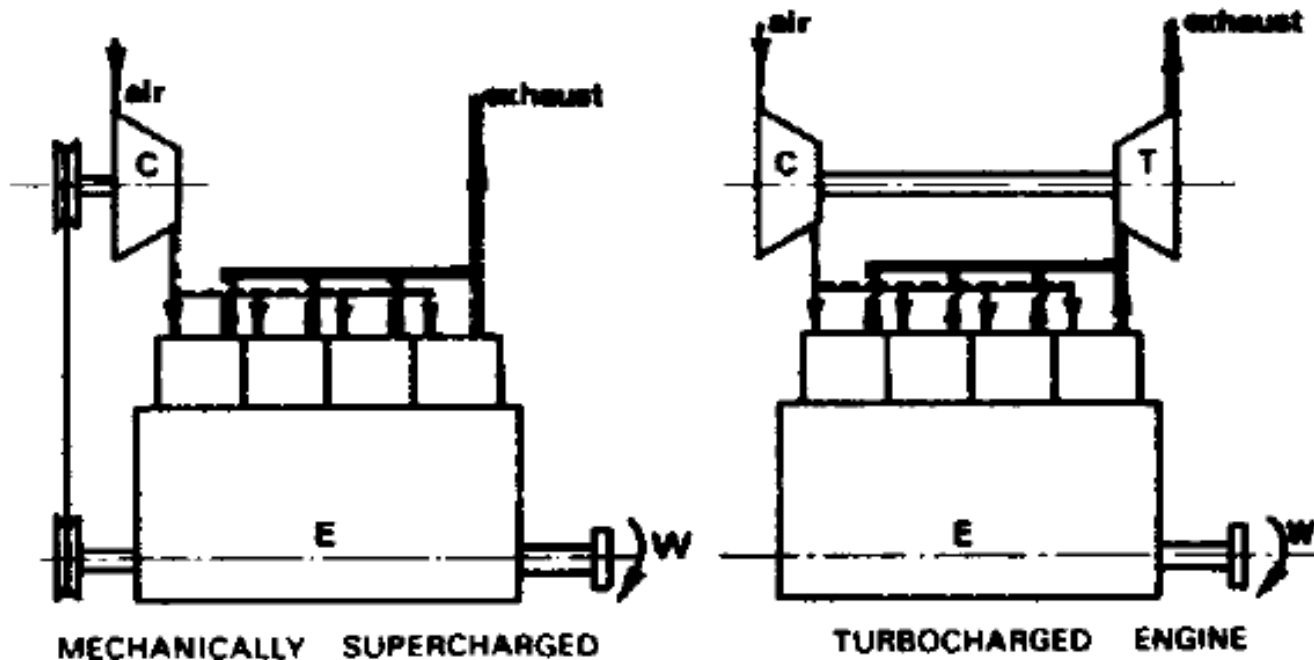 air exhaust
air exhaust
C C T
E W E W
MECHANICALLY SUPERCHARGED TURBOCHARGED ENGINE